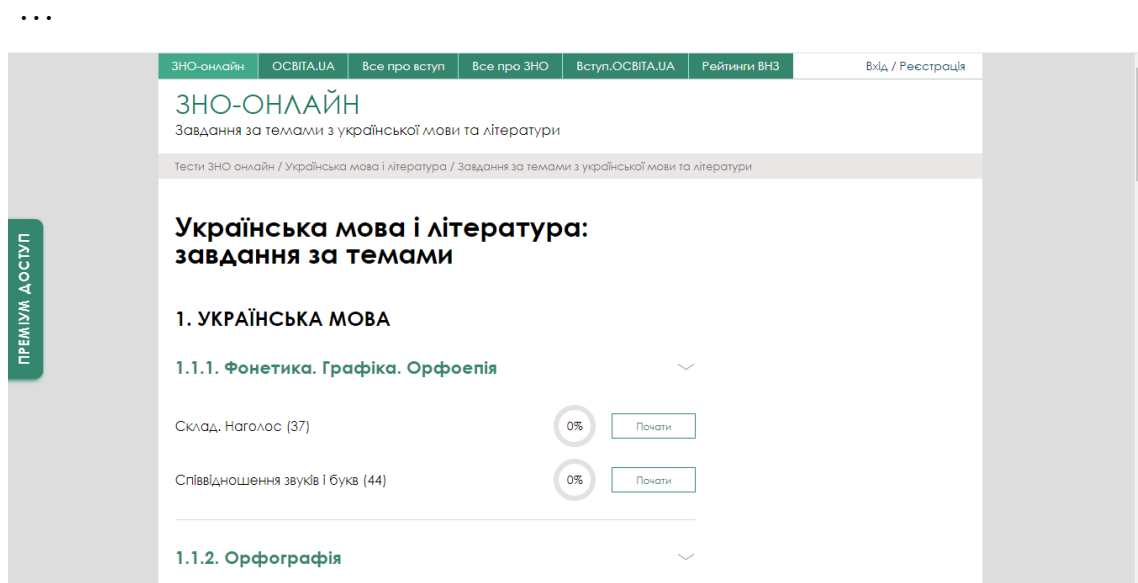 ...
ЗНО-онлайн ОСВІТА.UA Все про вступ Все про ЗНО Вступ.ОСВІТА.UA Рейтинги ВНЗ Вхід / Реєстрація
ЗНО-ОНЛАЙН
Завдання за темами з української мови та літератури
Тести ЗНО онлайн / Українська мова і література / Завдання за темами з української мови та літератури
ПРЕМІУМ ДОСТУП
Українська мова і література:
завдання за темами
1. УКРАЇНСЬКА МОВА
1.1.1. Фонетика. Графіка. Орфоепія
Склад. Наголос (37) 0% Почати
Співвідношення звуків і букв (44) 0% Почати
1.1.2. Орфографія